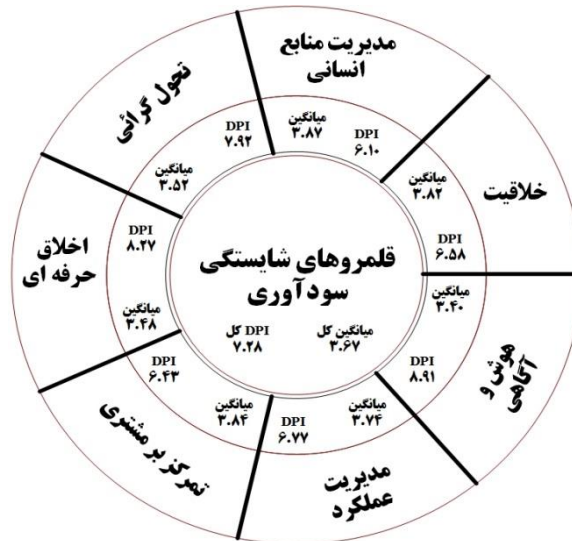 قلمروهای شایستگی
سودآوری
میانگین کل
۳.۶۷
DPI کل
۷.۲۸
مدیریت منابع
انسانی
میانگین
۳.۸۷
DPI
۶.۱۰
خلاقیت
میانگین
۳.۸۲
DPI
۶.۵۸
هوش و
آگاهی
میانگین
۳.۴۰
DPI
۸.۹۱
مدیریت
عملکرد
میانگین
۳.۷۴
DPI
۶.۷۷
تمرکز بر مشتری
میانگین
۳.۸۴
DPI
۶.۴۳
اخلاق
حرفه ای
میانگین
۳.۴۸
DPI
۸.۲۷
تحول گرائی
میانگین
۳.۵۲
DPI
۷.۹۲